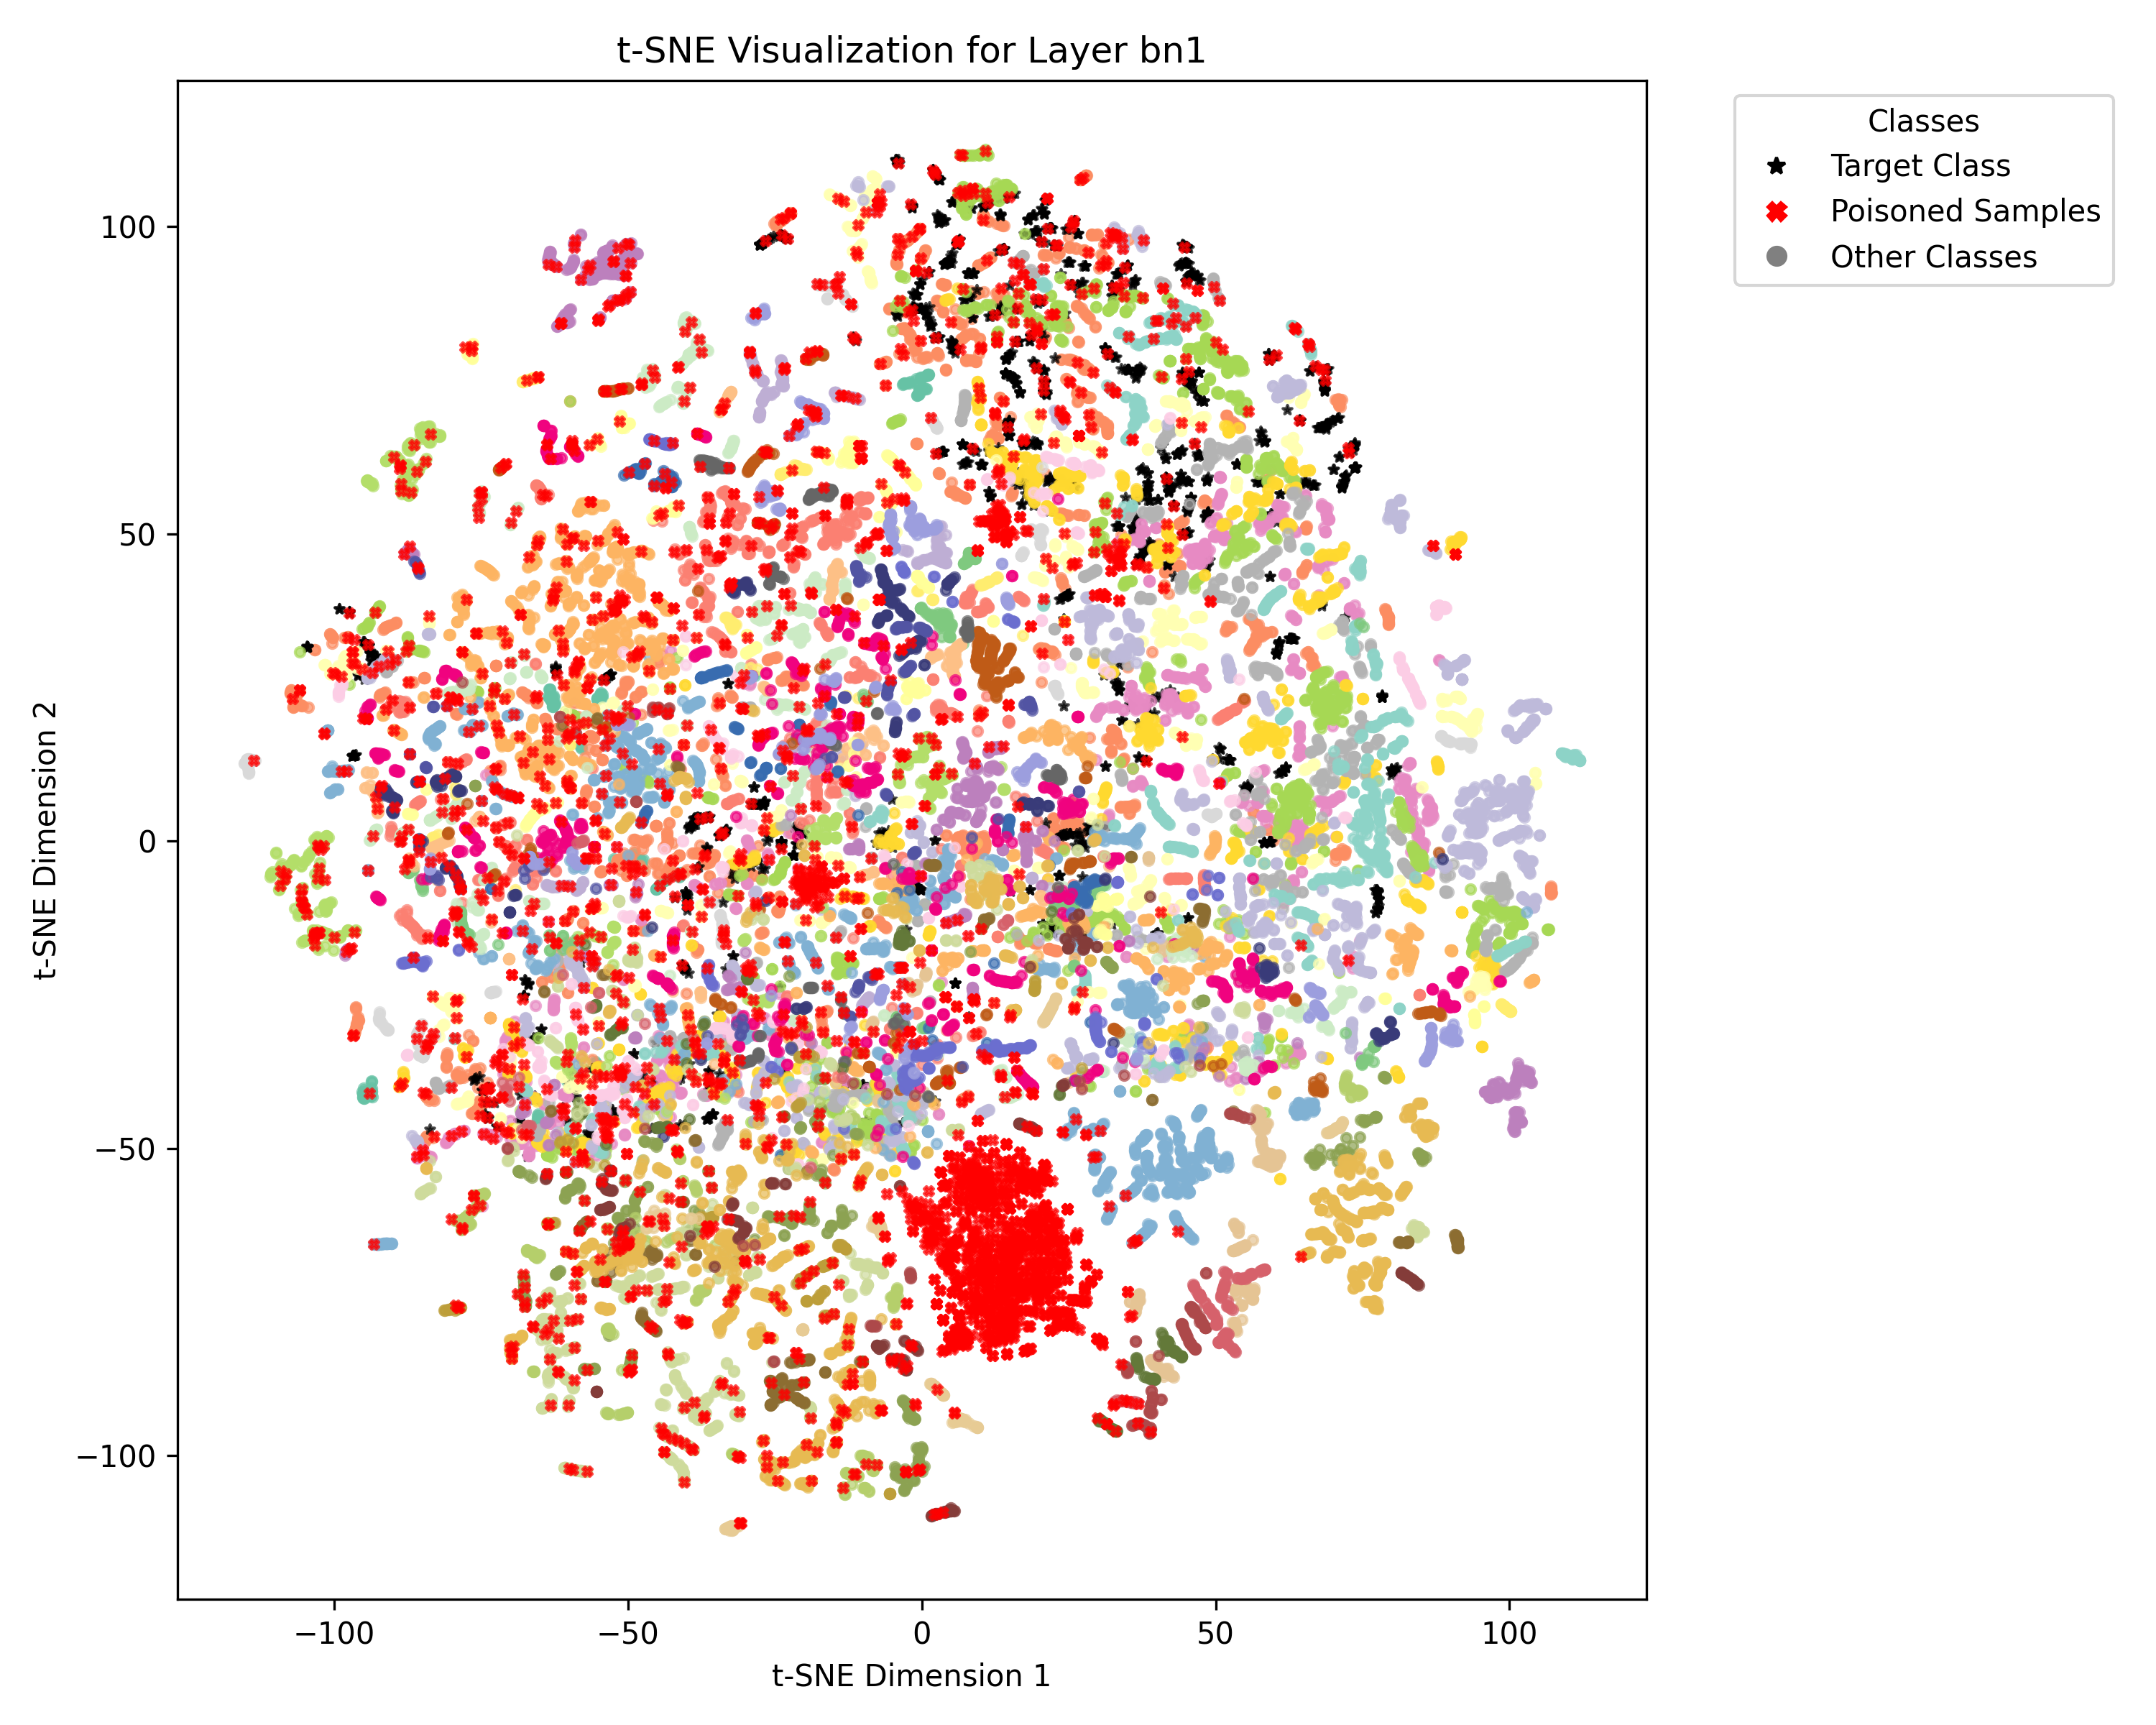 t-SNE Visualization for Layer bn1
Classes
Target Class
Poisoned Samples
Other Classes
100
50
0
−50
−100
t-SNE Dimension 2
−100
−50
0
50
100
t-SNE Dimension 1